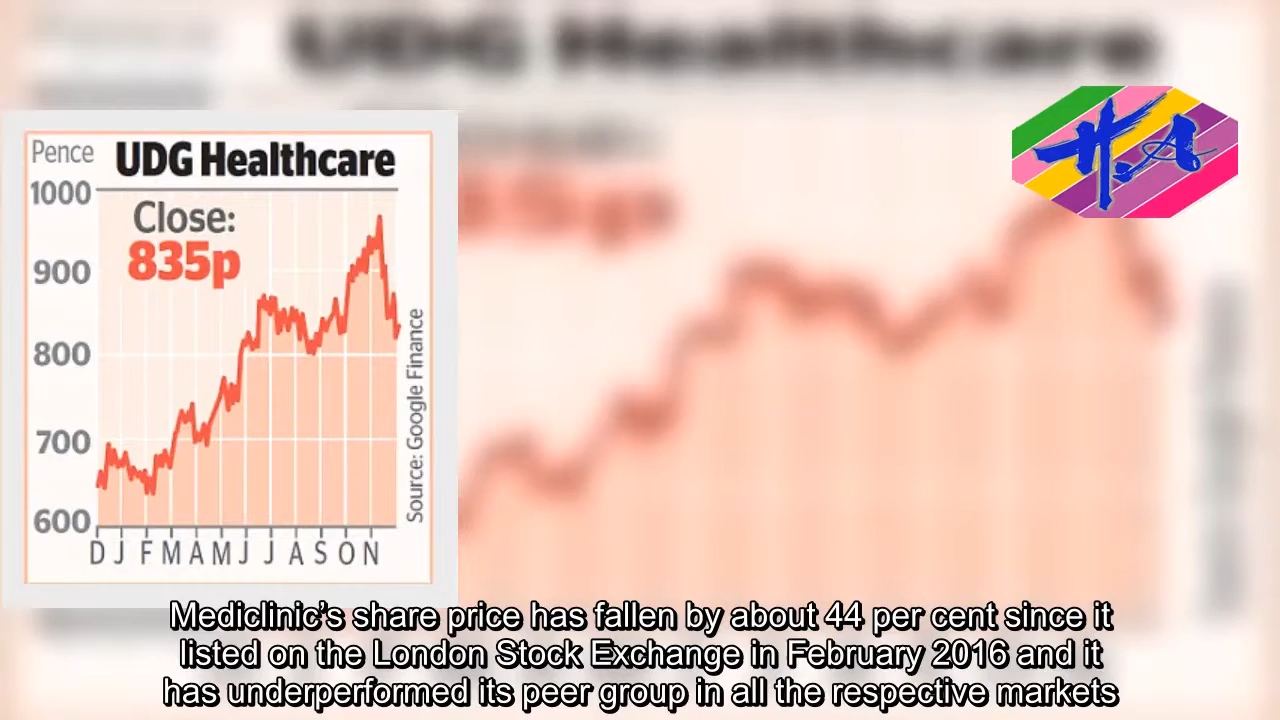 UDG Healthcare
Pence
UDG Healthcare
1000
Close:
835p
900
800
700
600
D J F M A M J J A S O N
Source: Google Finance
H.A
Mediclinic's share price has fallen by about 44 per cent since it
listed on the London Stock Exchange in February 2016 and it
has underperformed its peer group in all the respective markets